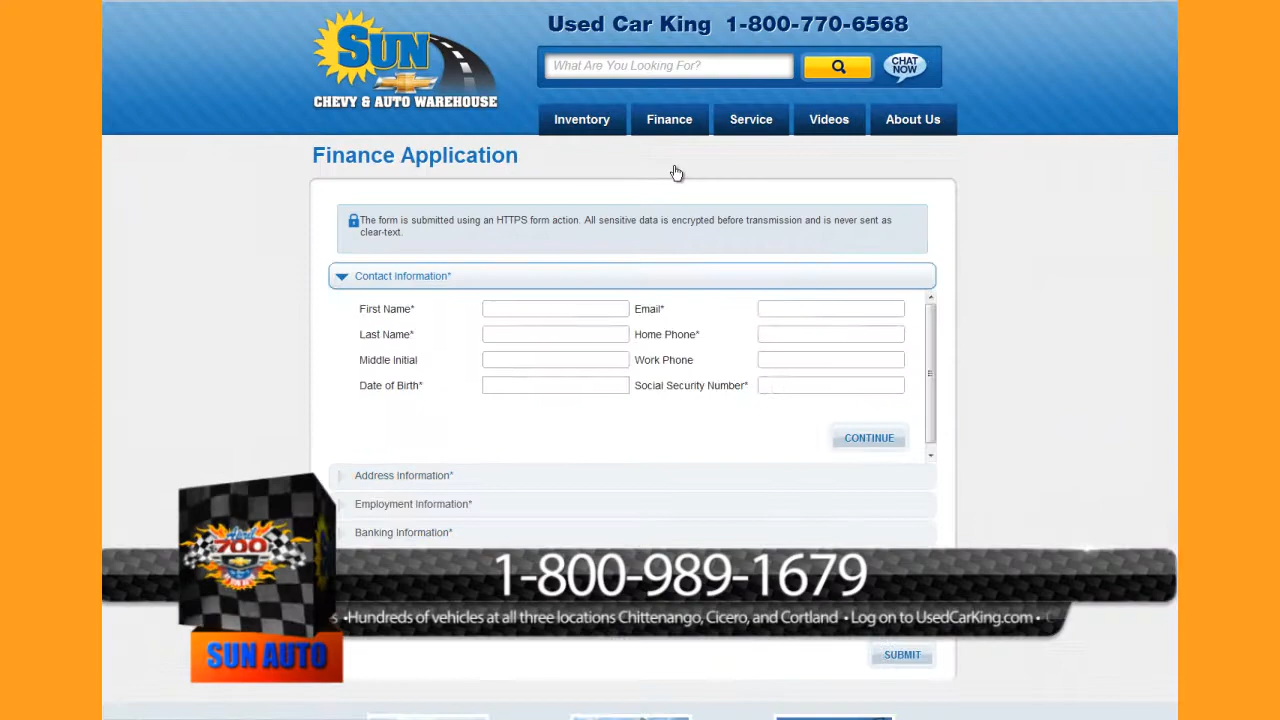 Used Car King 1-800-770-6568
SUN
CHEVY & AUTO WAREHOUSE
What Are You Looking For?
CHAT
NOW
Inventory Finance Service Videos About Us
Finance Application
The form is submitted using an HTTPS form action. All sensitive data is encrypted before transmission and is never sent as
clear-text.
Contact Information*
First Name* Email*
Last Name* Home Phone*
Middle Initial Work Phone
Date of Birth* Social Security Number*
CONTINUE
Address Information*
Employment Information*
Banking Information*
April
700
1-800-989-1679
s •Hundreds of vehicles at all three locations Chittenango, Cicero, and Cortland • Log on to UsedCarKing.com •
SUN AUTO
SUBMIT